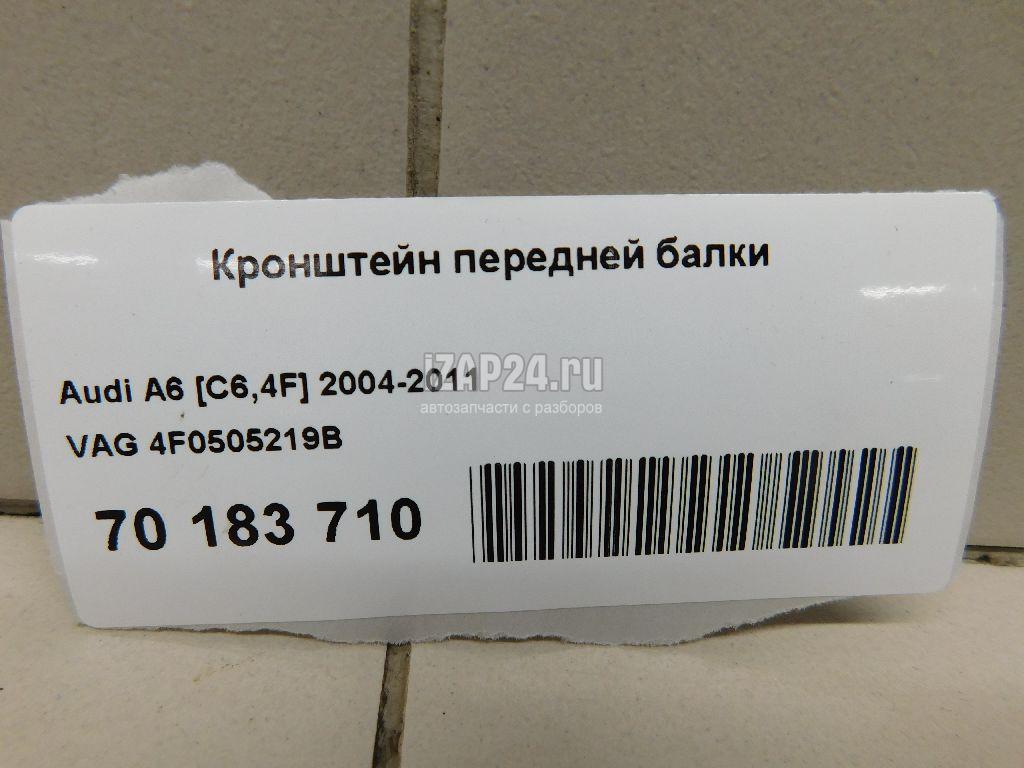 Кронштейн передней балки
iZAP24.ru
Audi A6 [C6,4F] 2004-2011
автозапчасти с разборов
VAG 4F0505219B
70 183 710